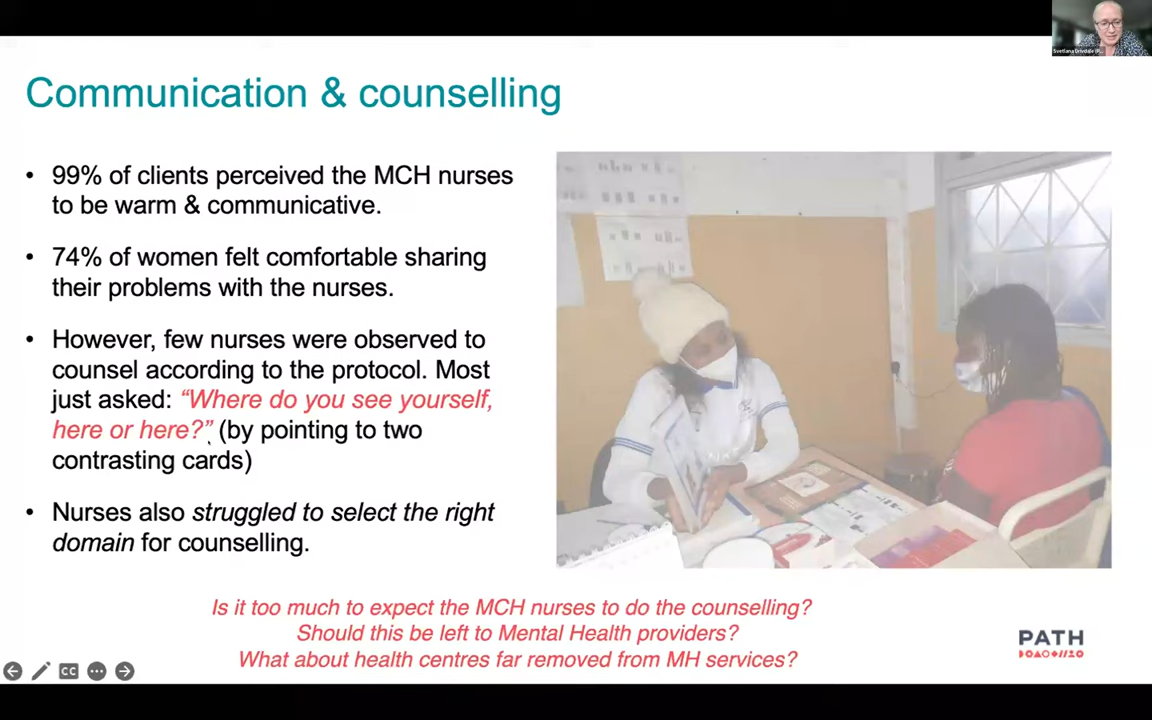 Communication & counselling
• 99% of clients perceived the MCH nurses
to be warm & communicative.
• 74% of women felt comfortable sharing
their problems with the nurses.
• However, few nurses were observed to
counsel according to the protocol. Most
just asked: “Where do you see yourself,
here or here?” (by pointing to two
contrasting cards)
• Nurses also struggled to select the right
domain for counselling.
Is it too much to expect the MCH nurses to do the counselling?
Should this be left to Mental Health providers?
What about health centres far removed from MH services?
PATH
CC